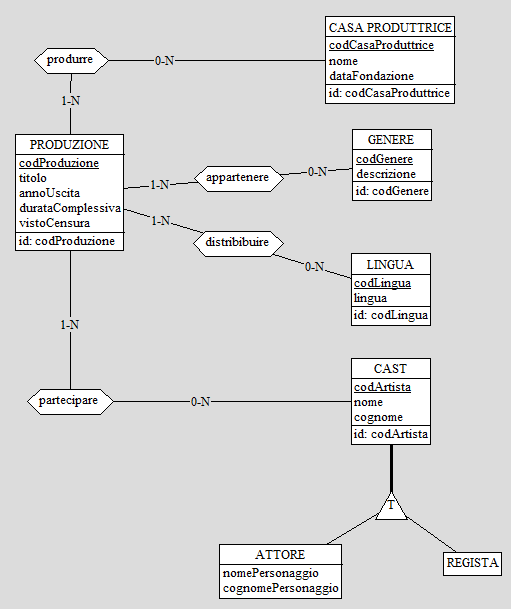 CASA PRODUTTRICE
codCasaProduttrice
nome
dataFondazione
id: codCasaProduttrice
produrre
0-N
1-N
PRODUZIONE
codProduzione
titolo
annoUscita
durataComplessiva
vistoCensura
id: codProduzione
GENERE
codGenere
descrizione
id: codGenere
appartenere
1-N
0-N
distribibuire
1-N
0-N
LINGUA
codLingua
lingua
id: codLingua
1-N
partecipare
0-N
CAST
codArtista
nome
cognome
id: codArtista
T
ATTORE
nomePersonaggio
cognomePersonaggio
REGISTA